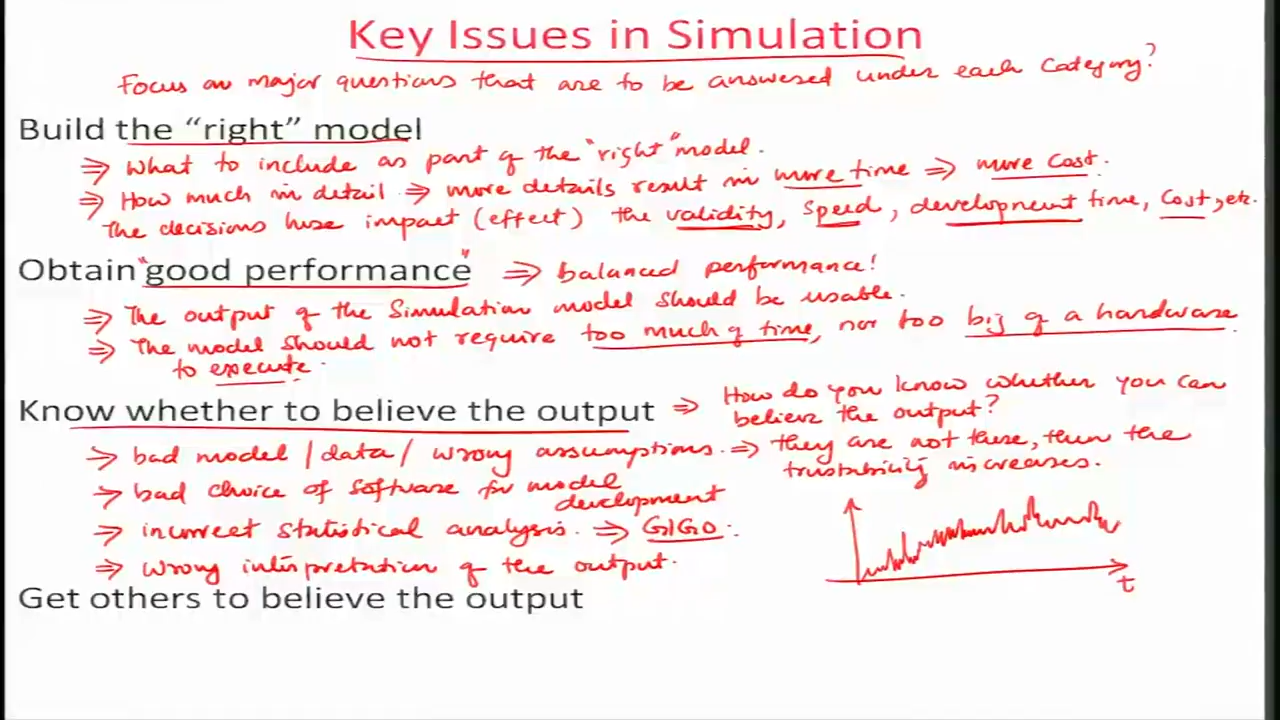 Key Issues in Simulation
Focus on major questions that are to be answered under each Category?
Build the "right" model
⇒ What to include as part of the "right" model.
⇒ How much in detail ⇒ more details result in more time ⇒ more cost.
The decisions have impact (effect) the validity, speed, development time, Cost, etc.
Obtain "good performance" ⇒ balanced performance!
⇒ The output of the Simulation model should be usable.
⇒ The model should not require too much of time, nor too big of a hardware
to execute.
Know whether to believe the output ⇒ How do you know whether you can
believe the output?
→ bad model / data / wrong assumptions. ⇒ they are not there, then the
trustability increases.
→ bad choice of software for model
development
→ incorrect statistical analysis. ⇒ GIGO.
→ wrong interpretation of the output.
t
Get others to believe the output